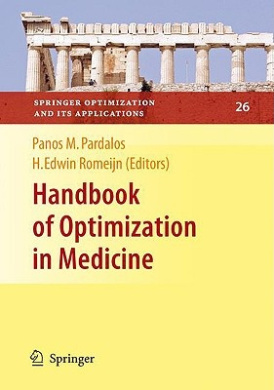 SPRINGER OPTIMIZATION
AND ITS APPLICATIONS
26
Panos M. Pardalos
H. Edwin Romeijn (Editors)
Handbook
of Optimization
in Medicine
Springer